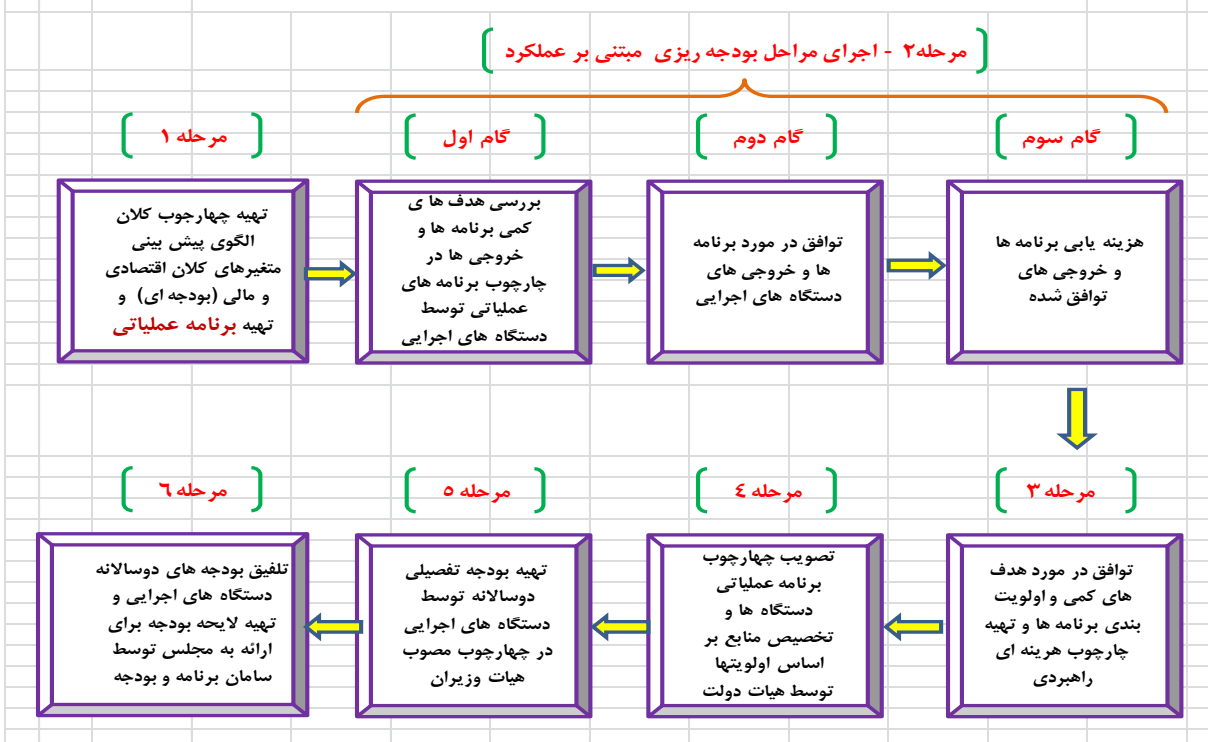 مرحله۲ - اجرای مراحل بودجه ریزی مبتنی بر عملکرد
مرحله ۱
تهیه چهارجوب کلان
الگوی پیش بینی
متغیرهای کلان اقتصادی
و مالی (بودجه ای) و
تهیه برنامه عملیاتی
گام اول
بررسی هدف ها ی
کمی برنامه ها و
خروجی ها در
چارچوب برنامه های
عملیاتی توسط
دستگاه های اجرایی
گام دوم
توافق در مورد برنامه
ها و خروجی های
دستگاه های اجرایی
گام سوم
هزینه یابی برنامه ها
و خروجی های
توافق شده
مرحله ۳
توافق در مورد هدف
های کمی و اولویت
بندی برنامه ها و تهیه
چارچوب هرینه ای
راهبردی
مرحله ٤
تصویب چهارچوب
برنامه عملیاتی
دستگاه ها و
تخصیص منابع بر
اساس اولویتها
توسط هیات دولت
مرحله ٥
تهیه بودجه تفصیلی
دوسالانه توسط
دستگاه های اجرایی
در چهارچوب مصوب
هیات وزیران
مرحله ٦
تلفیق بودجه های دوسالانه
دستگاه های اجرایی و
تهیه لایحه بودجه برای
ارائه به مجلس توسط
سامان برنامه و بودجه